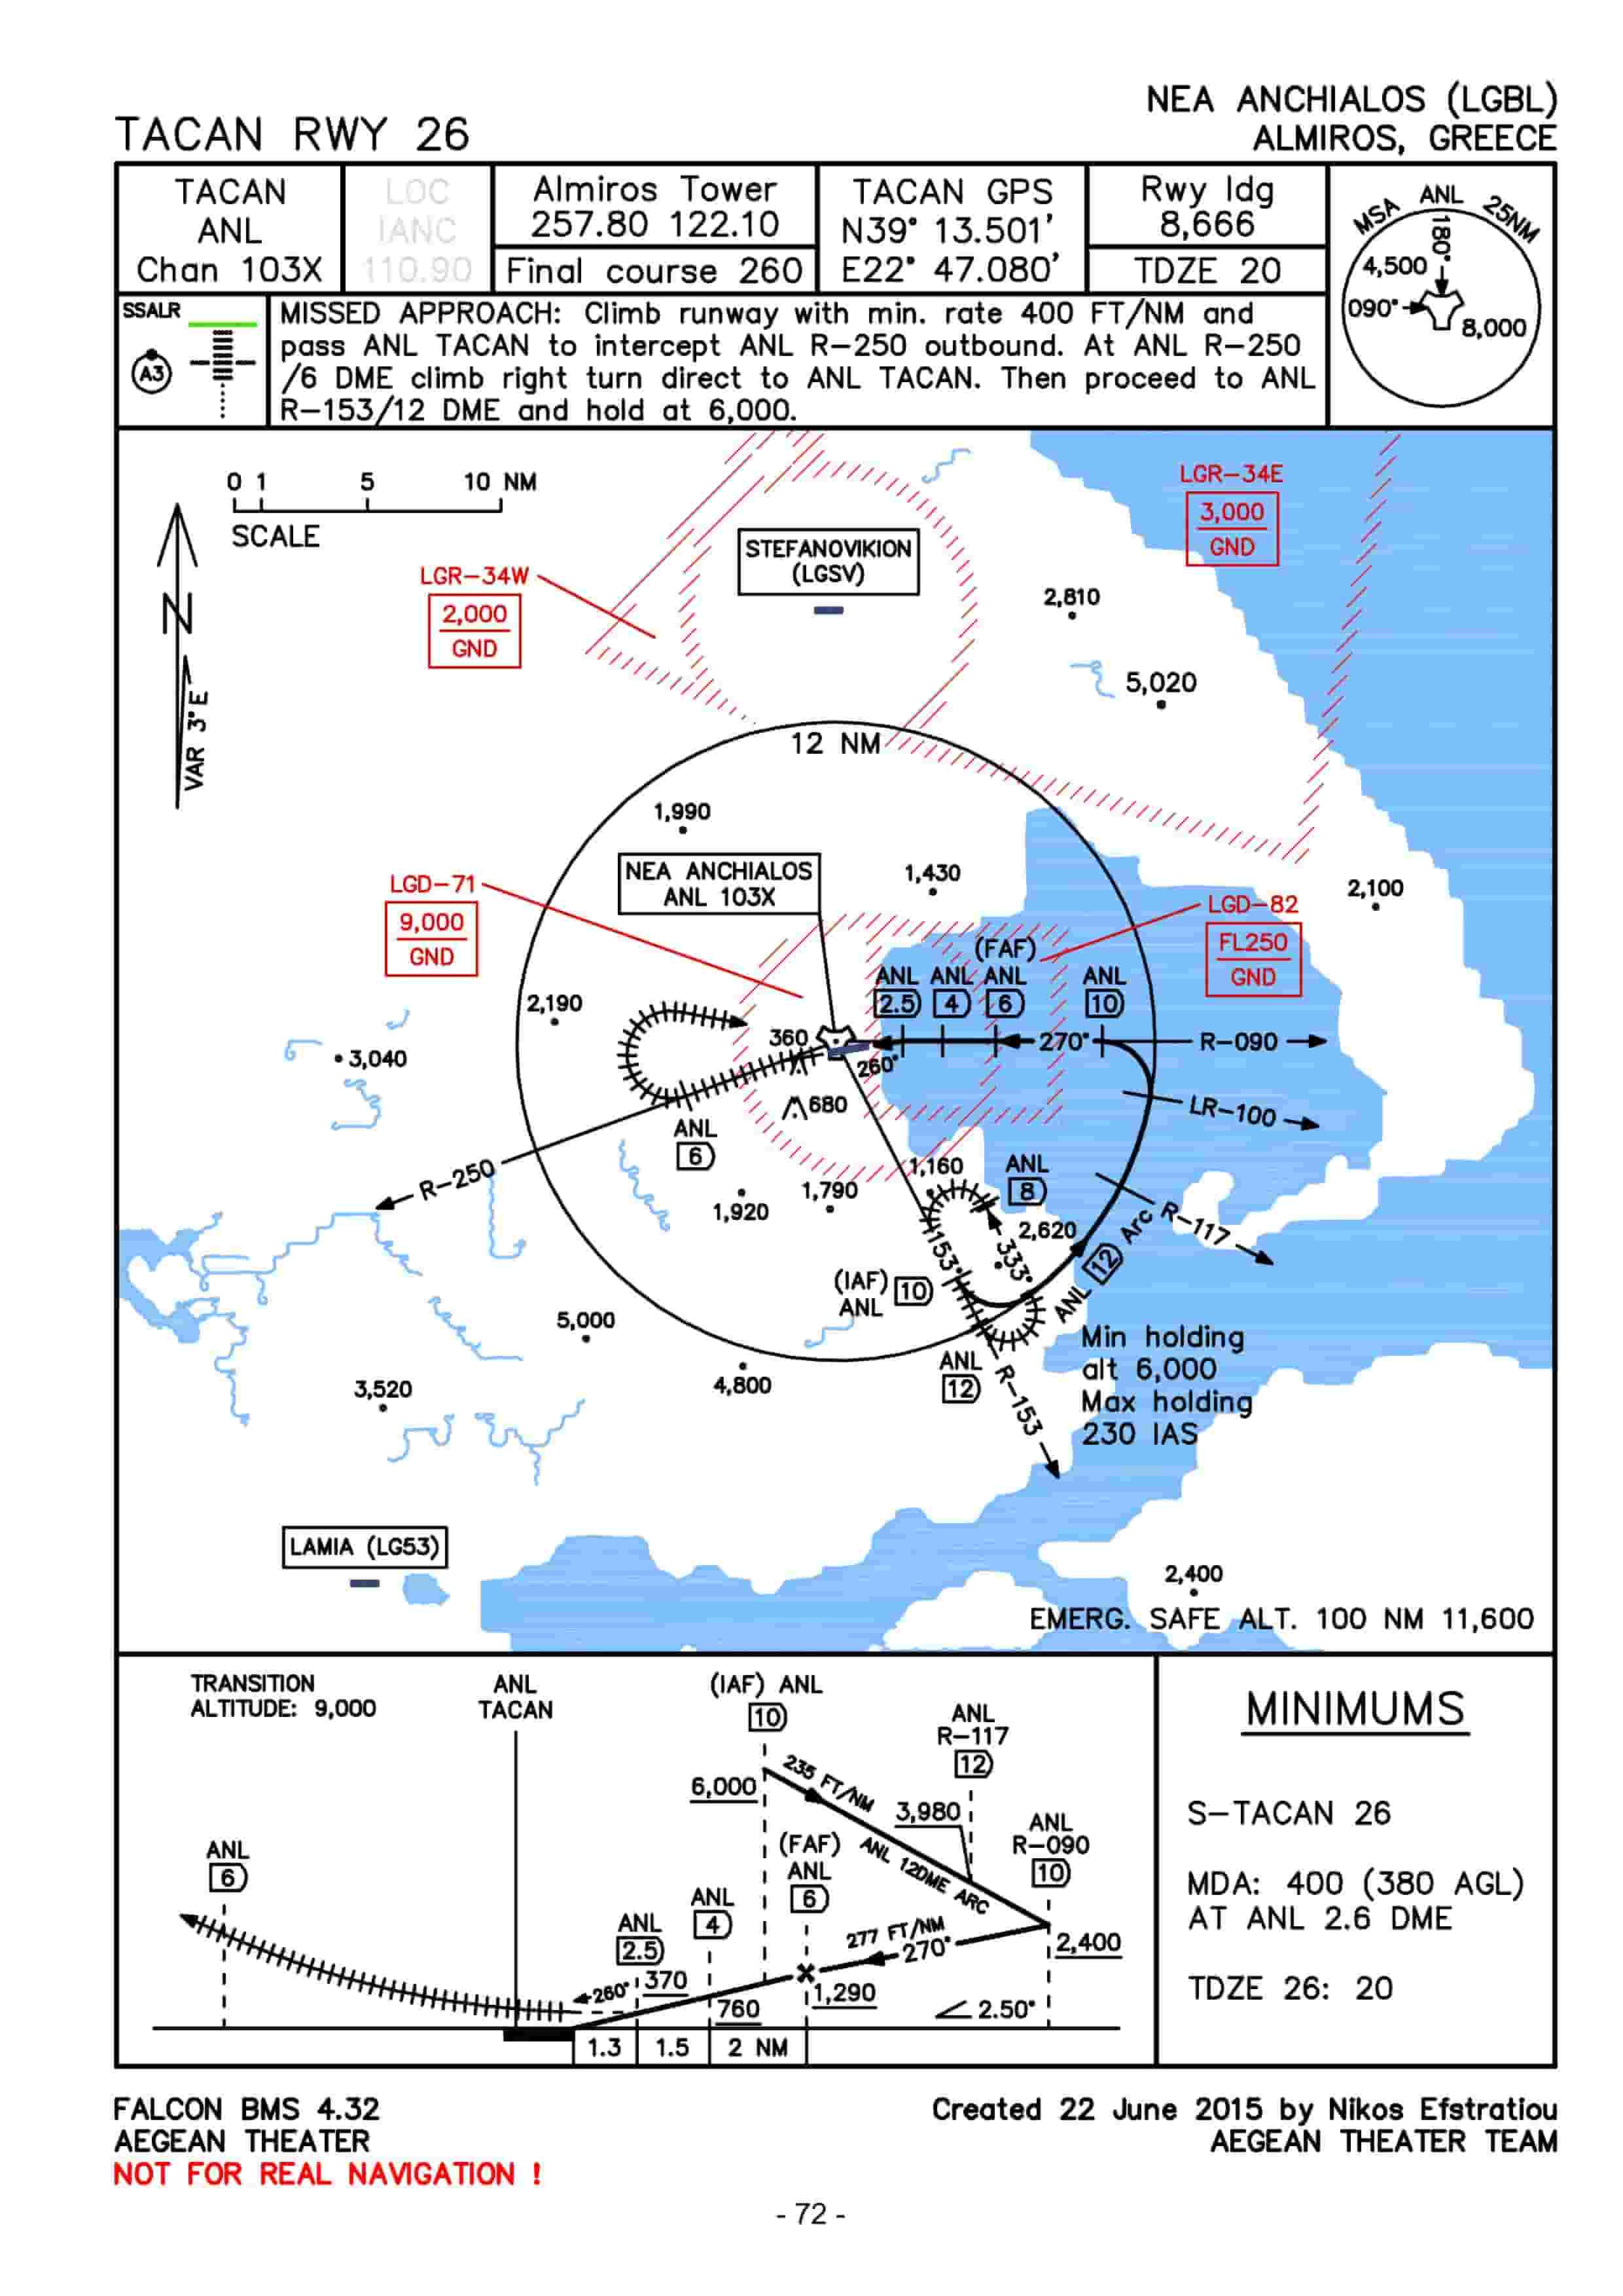 NEA ANCHIALOS (LGBL)
TACAN RWY 26
ALMIROS, GREECE
TACAN
ANL
Chan 103X
LOC
IANC
110.90
Almiros Tower
257.80 122.10
Final course 260
TACAN GPS
N39° 13.501'
E22° 47.080'
Rwy ldg
8,666
TDZE 20
MSA ANL 25NM
180°
4,500
090°
8,000
SSALR
A3
MISSED APPROACH: Climb runway with min. rate 400 FT/NM and
pass ANL TACAN to intercept ANL R-250 outbound. At ANL R-250
/6 DME climb right turn direct to ANL TACAN. Then proceed to ANL
R-153/12 DME and hold at 6,000.
0 1 5 10 NM
SCALE
N
VAR 3°E
LGR-34W
2,000
GND
STEFANOVIKION
(LGSV)
LGR-34E
3,000
GND
2,810
5,020
12 NM
1,990
NEA ANCHIALOS
ANL 103X
1,430
2,100
LGD-71
9,000
GND
LGD-82
FL250
GND
(FAF)
ANL ANL ANL ANL
2.5 4 6 10
2,190
3,040
360
270°
R-090
260°
680
LR-100
ANL
6
R-250
1,160
ANL
8
1,920
1,790
2,620
R-117
153°
333°
(IAF)
ANL
10
ANL 12 Arc
5,000
4,800
3,520
ANL
12
R-153
Min holding
alt 6,000
Max holding
230 IAS
LAMIA (LG53)
2,400
EMERG. SAFE ALT. 100 NM 11,600
TRANSITION
ALTITUDE: 9,000
ANL
TACAN
(IAF) ANL
10
ANL
R-117
12
235 FT/NM
6,000
3,980
ANL 12DME ARC
ANL
R-090
10
(FAF)
ANL
6
ANL
6
ANL
4
ANL
2.5
277 FT/NM
270°
2,400
260°
370
1,290
760
2.50°
1.3 1.5 2 NM
MINIMUMS
S-TACAN 26
MDA: 400 (380 AGL)
AT ANL 2.6 DME
TDZE 26: 20
FALCON BMS 4.32
AEGEAN THEATER
NOT FOR REAL NAVIGATION !
Created 22 June 2015 by Nikos Efstratiou
AEGEAN THEATER TEAM
- 72 -